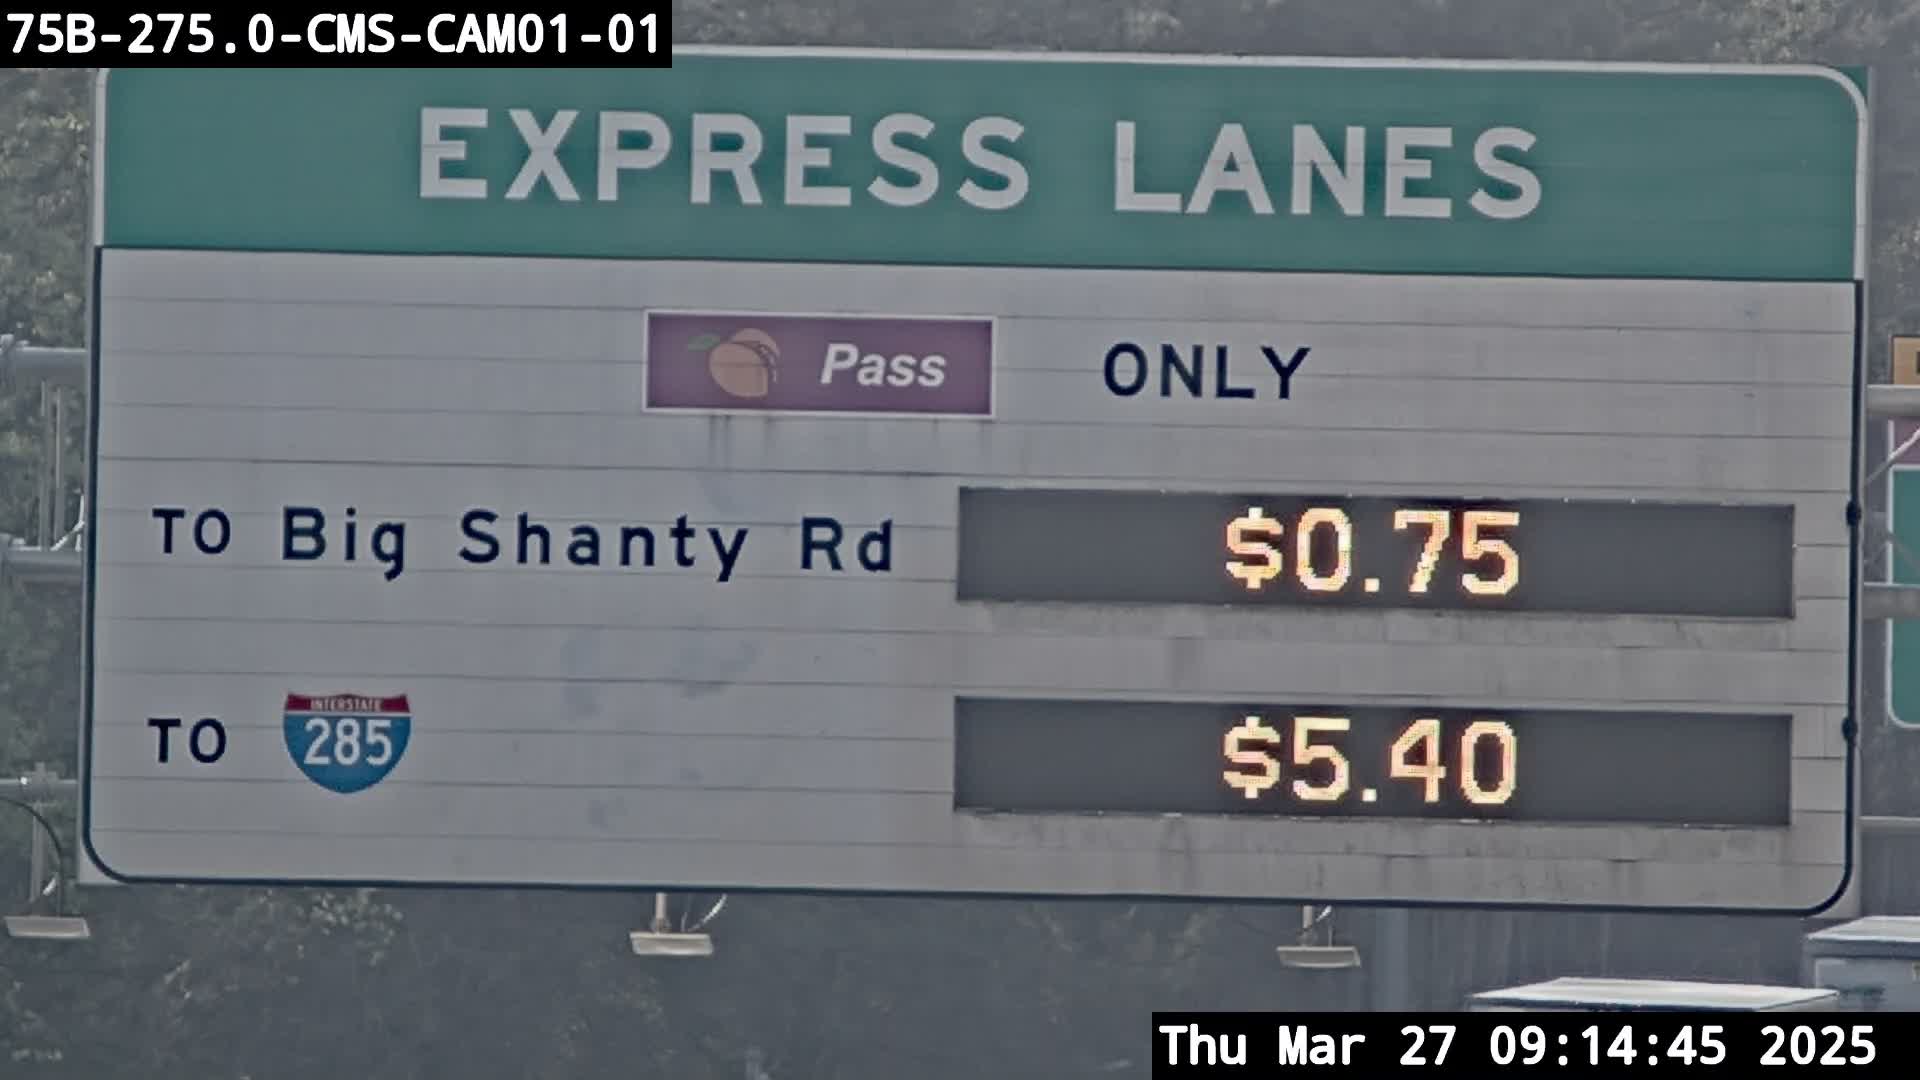 75B-275.0-CMS-CAM01-01
EXPRESS LANES
Pass ONLY
TO Big Shanty Rd $0.75
TO INTERSTATE 285 $5.40
Thu Mar 27 09:14:45 2025